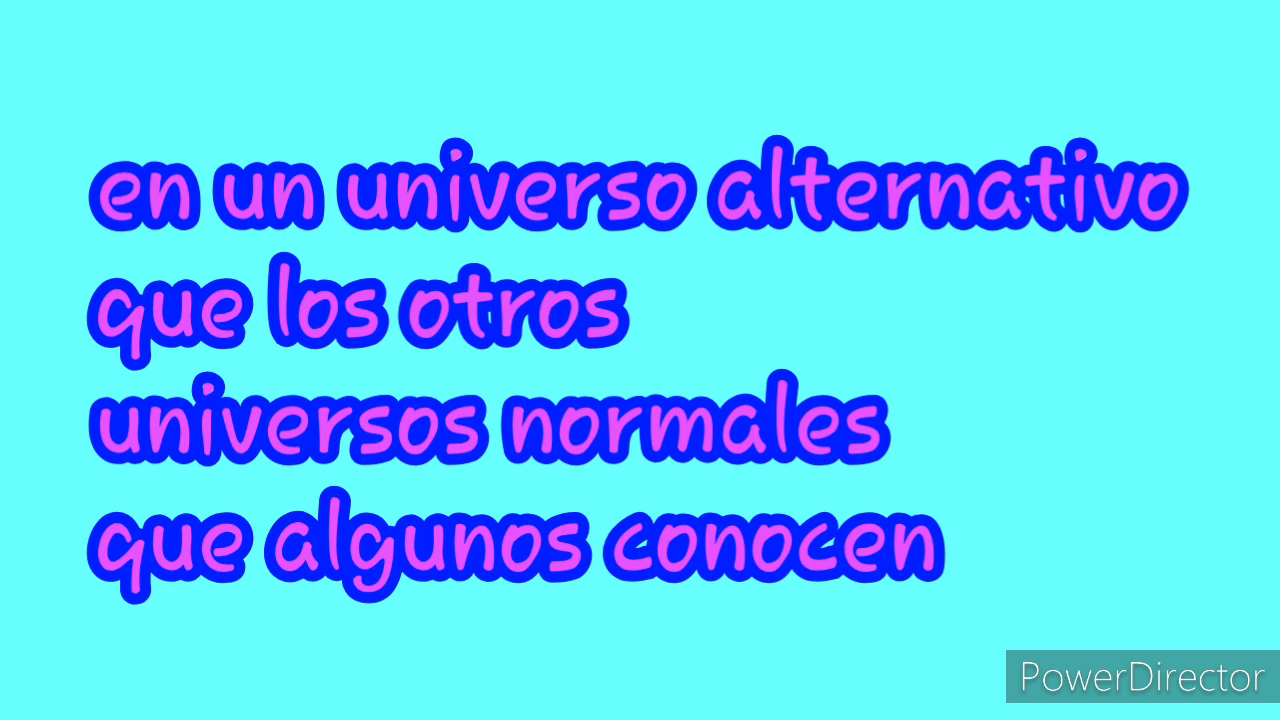 en un universo alternativo
que los otros
universos normales
que algunos conocen
PowerDirector